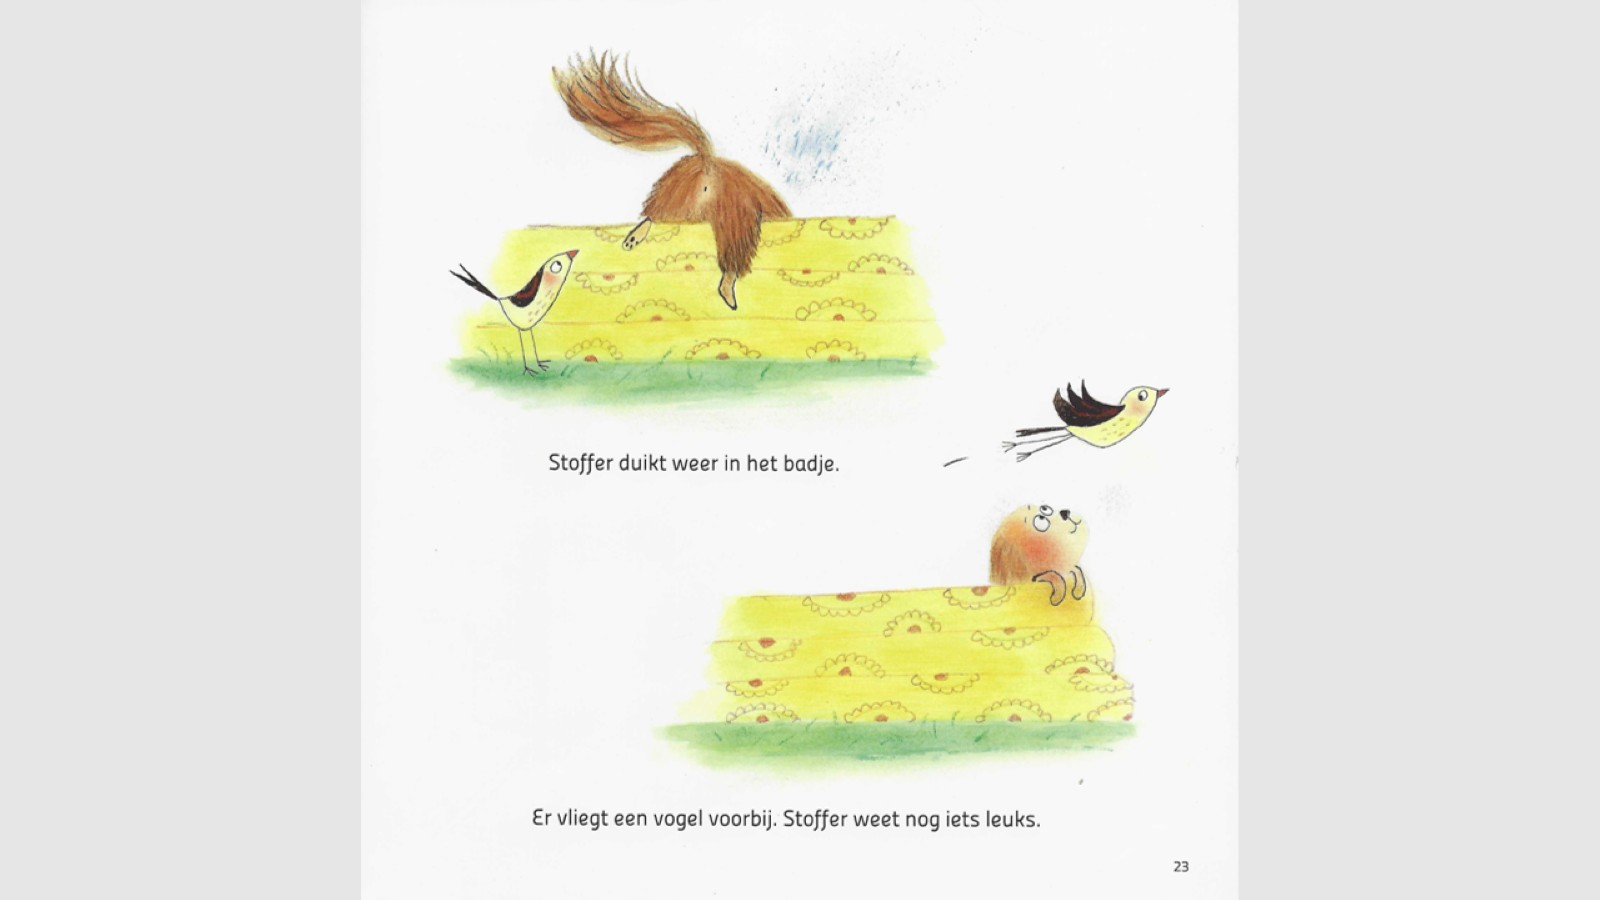 Stoffer duikt weer in het badje.
Er vliegt een vogel voorbij. Stoffer weet nog iets leuks.
23